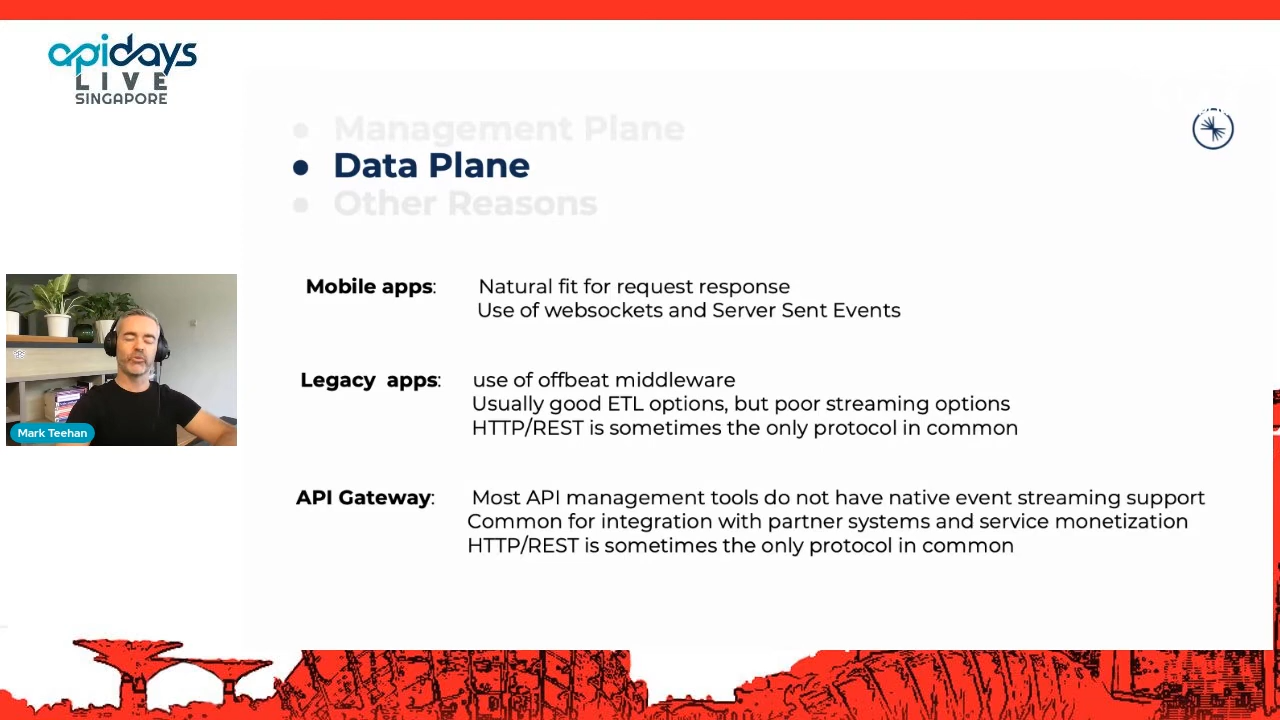 apidays
LIVE
SINGAPORE
● Management Plane
● Data Plane
● Other Reasons
Mobile apps: Natural fit for request response
Use of websockets and Server Sent Events
Legacy apps: use of offbeat middleware
Usually good ETL options, but poor streaming options
HTTP/REST is sometimes the only protocol in common
API Gateway: Most API management tools do not have native event streaming support
Common for integration with partner systems and service monetization
HTTP/REST is sometimes the only protocol in common
Mark Teehan